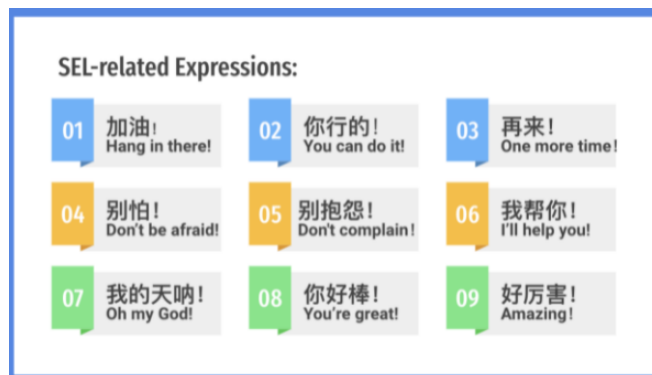 SEL-related Expressions:
01
加油!
Hang in there!
02
你行的!
You can do it!
03
再来!
One more time!
04
别怕!
Don't be afraid!
05
别抱怨!
Don't complain!
06
我帮你!
I'll help you!
07
我的天呐!
Oh my God!
08
你好棒!
You're great!
09
好厉害!
Amazing!